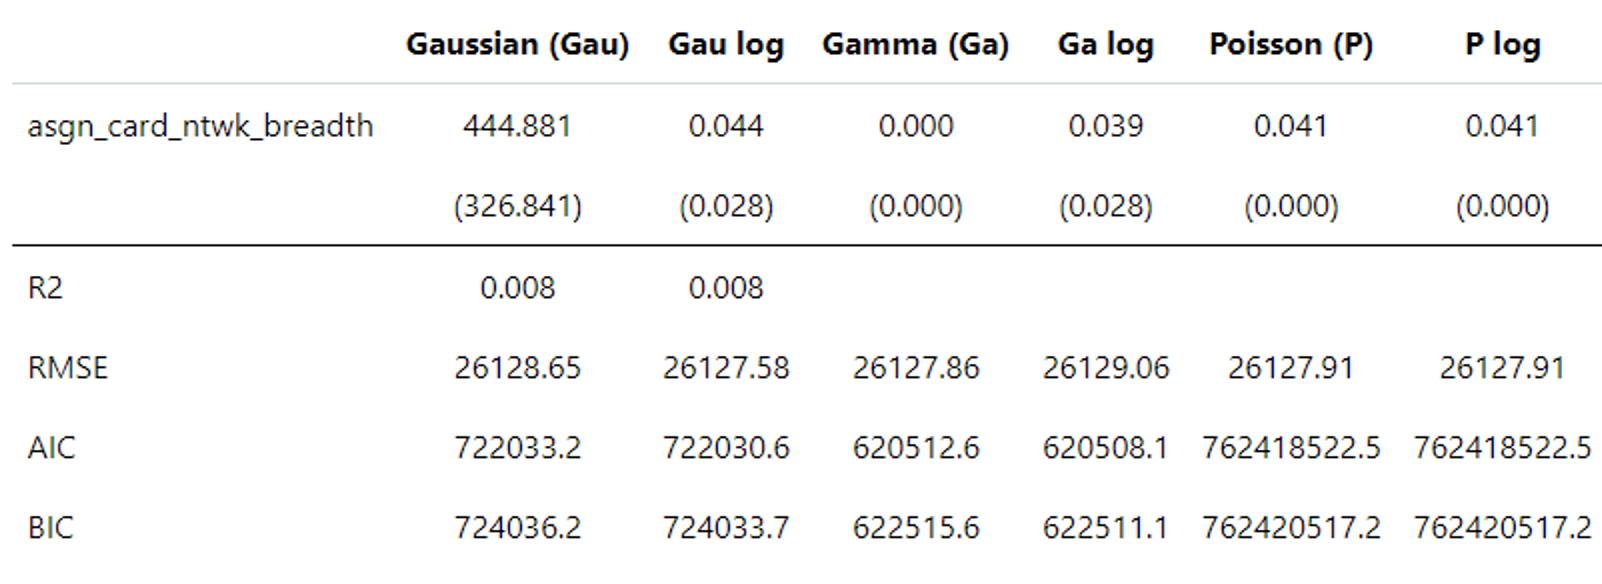 Gaussian (Gau) Gau log Gamma (Ga) Ga log Poisson (P) P log
asgn_card_ntwk_breadth 444.881 0.044 0.000 0.039 0.041 0.041
(326.841) (0.028) (0.000) (0.028) (0.000) (0.000)
R2 0.008 0.008
RMSE 26128.65 26127.58 26127.86 26129.06 26127.91 26127.91
AIC 722033.2 722030.6 620512.6 620508.1 762418522.5 762418522.5
BIC 724036.2 724033.7 622515.6 622511.1 762420517.2 762420517.2